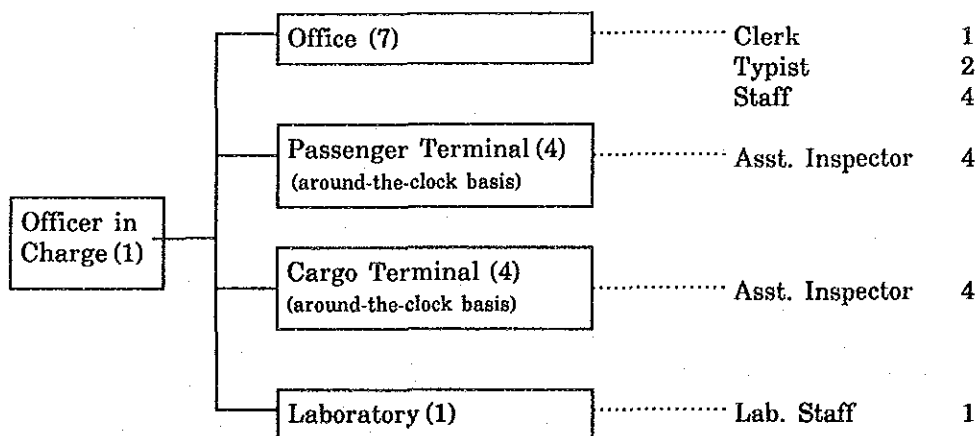 Office (7)
Clerk 1
Typist 2
Staff 4
Passenger Terminal (4)
(around-the-clock basis)
Asst. Inspector 4
Officer in
Charge (1)
Cargo Terminal (4)
(around-the-clock basis)
Asst. Inspector 4
Laboratory (1)
Lab. Staff 1